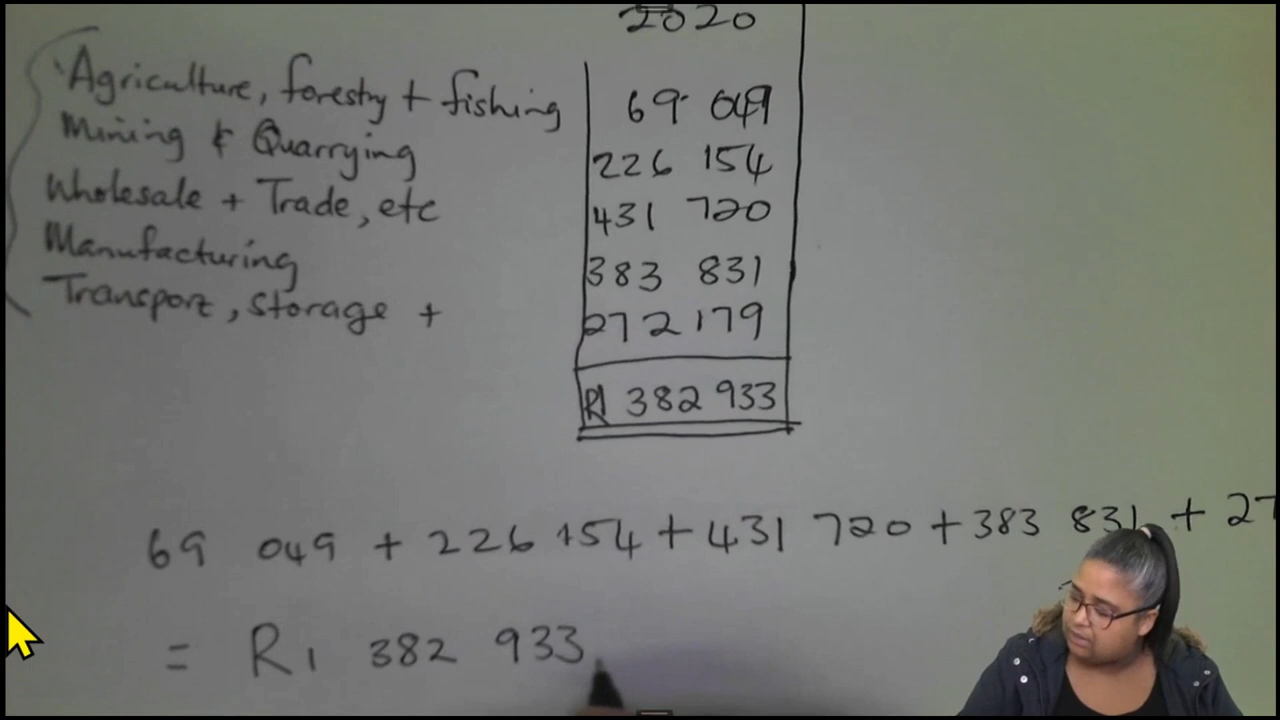 2020
Agriculture, forestry + fishing 69 049
Mining & Quarrying 226 154
Wholesale + Trade, etc 431 720
Manufacturing 383 831
Transport, storage + 272 179
R1 382 933
69 049 + 226 154 + 431 720 + 383 831 + 27
= R1 382 933